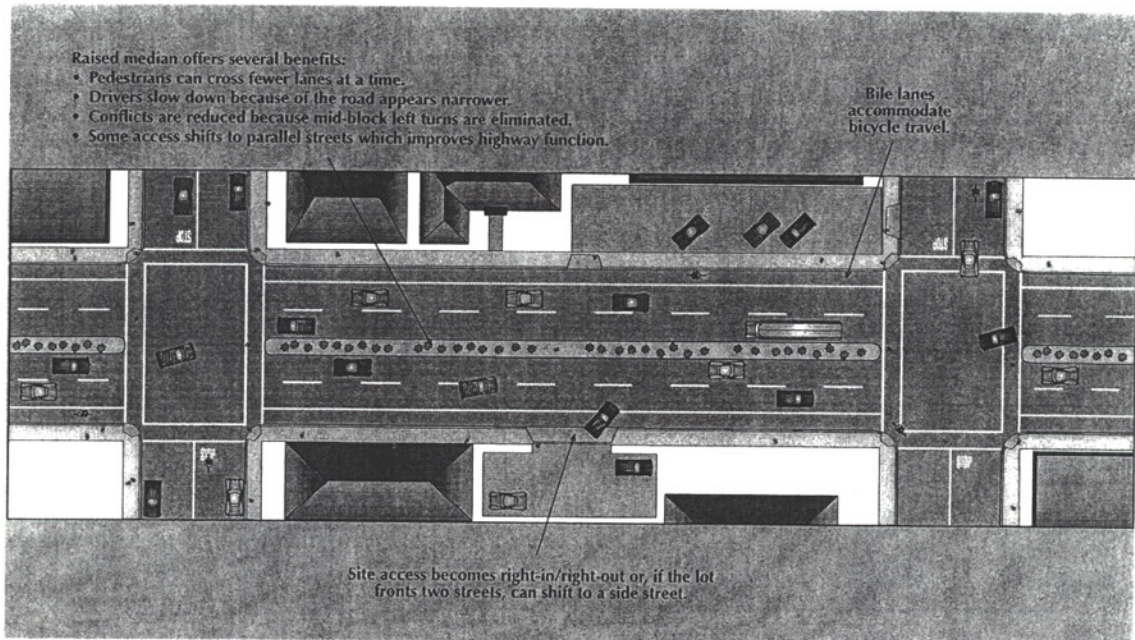 Raised median offers several benefits:
• Pedestrians can cross fewer lanes at a time.
• Drivers slow down because of the road appears narrower.
• Conflicts are reduced because mid-block left turns are eliminated.
• Some access shifts to parallel streets which improves highway function.
Bile lanes
accommodate
bicycle travel.
STOP
STOP
Site access becomes right-in/right-out or, if the lot
fronts two streets, can shift to a side street.